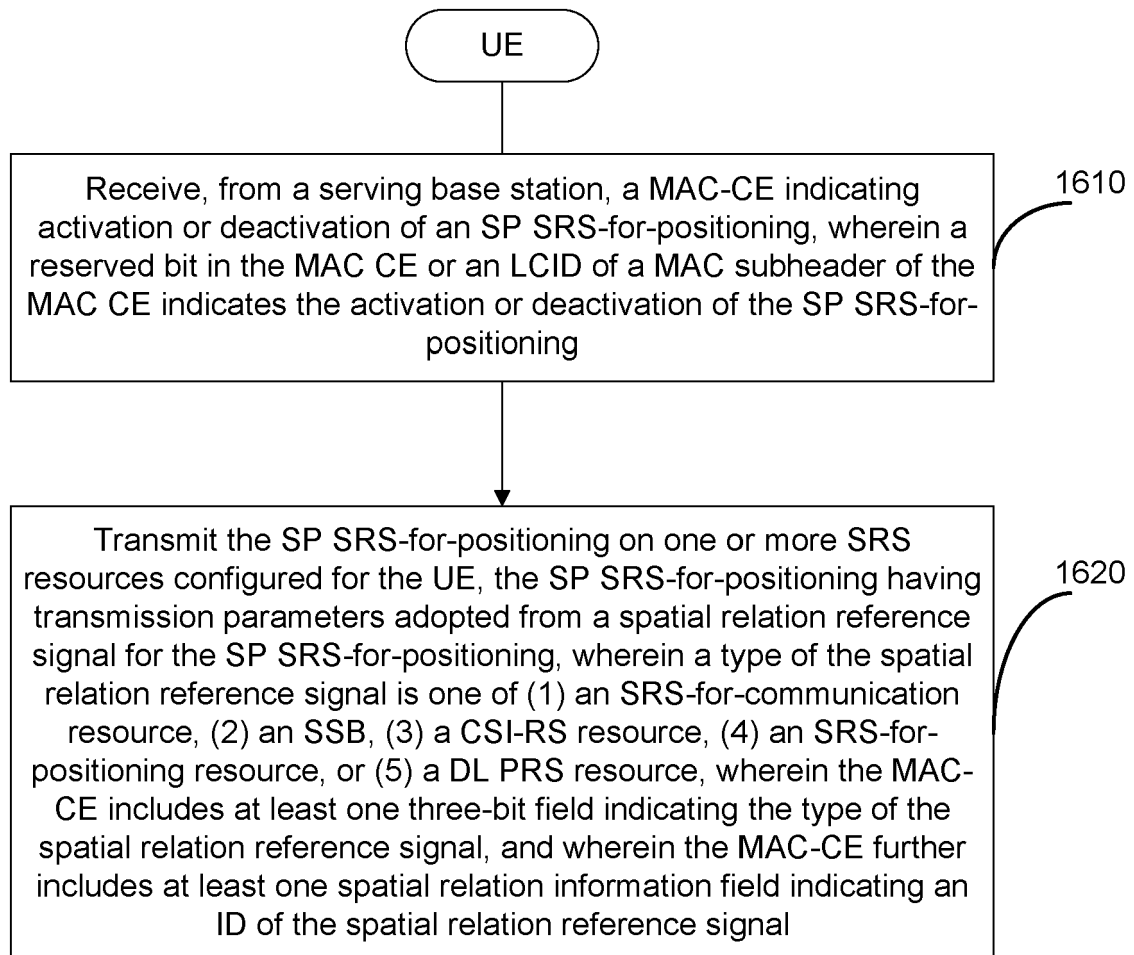 UE
Receive, from a serving base station, a MAC-CE indicating
activation or deactivation of an SP SRS-for-positioning, wherein a
reserved bit in the MAC CE or an LCID of a MAC subheader of the
MAC CE indicates the activation or deactivation of the SP SRS-for-
positioning
1610
Transmit the SP SRS-for-positioning on one or more SRS
resources configured for the UE, the SP SRS-for-positioning having
transmission parameters adopted from a spatial relation reference
signal for the SP SRS-for-positioning, wherein a type of the spatial
relation reference signal is one of (1) an SRS-for-communication
resource, (2) an SSB, (3) a CSI-RS resource, (4) an SRS-for-
positioning resource, or (5) a DL PRS resource, wherein the MAC-
CE includes at least one three-bit field indicating the type of the
spatial relation reference signal, and wherein the MAC-CE further
includes at least one spatial relation information field indicating an
ID of the spatial relation reference signal
1620